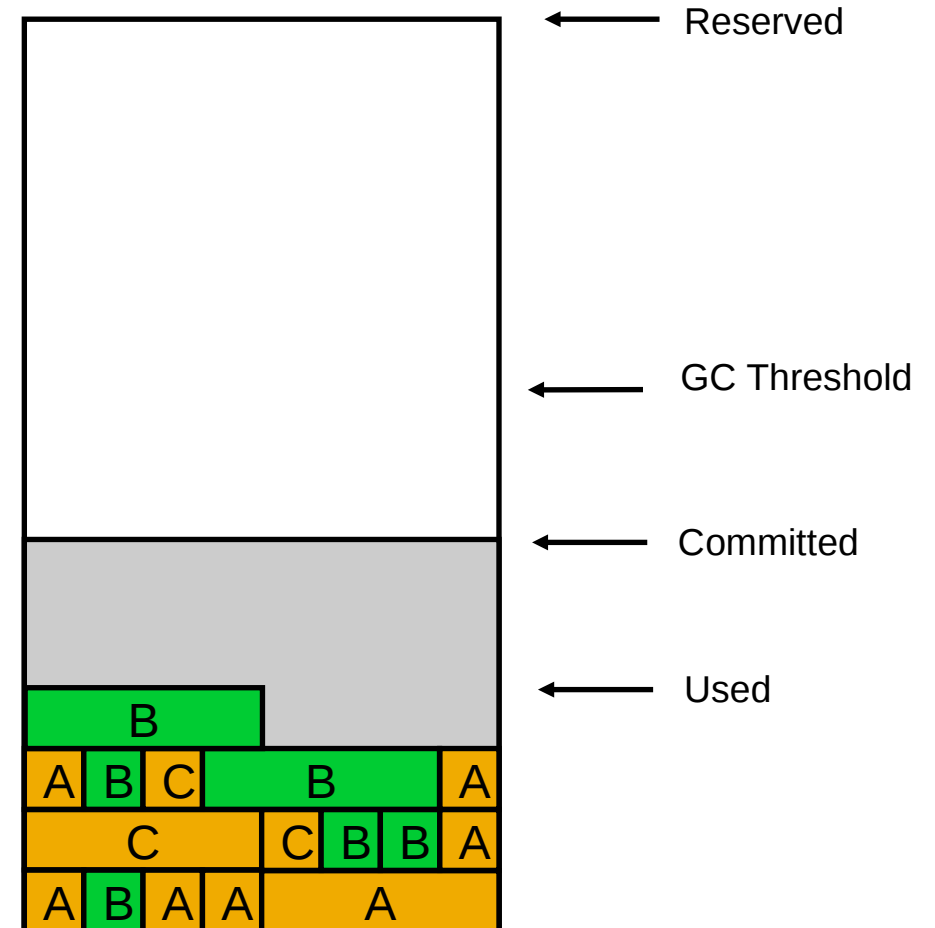 Reserved
GC Threshold
Committed
Used
B
A B C B A
C C B B A
A B A A A